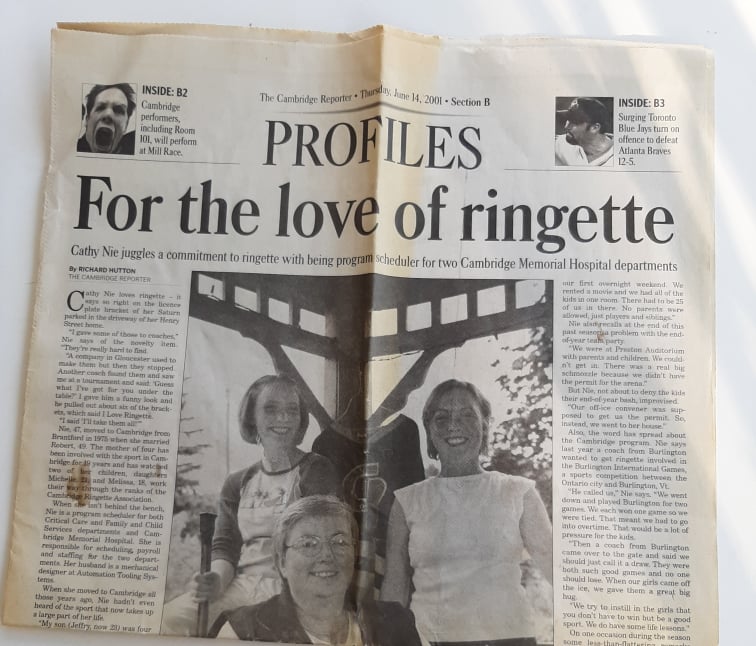 INSIDE: B2
Cambridge
performers,
including Room
101, will perform
at Mill Race.
The Cambridge Reporter • Thursday, June 14, 2001 • Section B
PROFILES
INSIDE: B3
Surging Toronto
Blue Jays turn on
offence to defeat
Atlanta Braves
12-5.
For the love of ringette
Cathy Nie juggles a commitment to ringette with being program scheduler for two Cambridge Memorial Hospital departments
By RICHARD HUTTON
THE CAMBRIDGE REPORTER
Cathy Nie loves ringette – it
says so right on the licence
plate bracket of her Saturn
parked in the driveway of her Henry
Street home.
"I gave some of those to coaches,"
Nie says of the novelty item.
"They're really hard to find.
"A company in Gloucester used to
make them but then they stopped.
Another coach found them and saw
me at a tournament and said 'Guess
what I've got for you under the
table?' I gave him a funny look and
he pulled out about six of the brack-
ets, which said I Love Ringette.
"I said 'I'll take them all.'"
Nie, 47, moved to Cambridge from
Brantford in 1975 when she married
Robert, 49. The mother of four has
been involved with the sport in Cam-
bridge for 19 years and has watched
two of her children, daughters
Michelle, 21, and Melissa, 18, work
their way through the ranks of the
Cambridge Ringette Association.
When she isn't behind the bench,
Nie is a program scheduler for both
Critical Care and Family and Child
Services departments and Cam-
bridge Memorial Hospital. She is
responsible for scheduling, payroll
and staffing for the two depart-
ments. Her husband is a mechanical
designer at Automation Tooling Sys-
tems.
When she moved to Cambridge all
those years ago, Nie hadn't even
heard of the sport that now takes up
a large part of her life.
"My son (Jeffry, now 23) was four
our first overnight weekend. We
rented a movie and we had all of the
kids in one room. There had to be 25
of us in there. No parents were
allowed, just players and siblings."
Nie also recalls at the end of this
past season a problem with the end-
of-year team party.
"We were at Preston Auditorium
with parents and children. We could-
n't get in. There was a real big
schmozzle because we didn't have
the permit for the arena."
But Nie, not about to deny the kids
their end-of-year bash, improvised.
"Our off-ice convener was sup-
posed to get us the permit. So,
instead, we went to her house."
Also, the word has spread about
the Cambridge program. Nie says
last year a coach from Burlington
wanted to get ringette involved in
the Burlington International Games,
a sports competition between the
Ontario city and Burlington, Vt.
"He called us," Nie says. "We went
down and played Burlington for two
games. We each won one game so we
were tied. That meant we had to go
into overtime. That would be a lot of
pressure for the kids.
"Then a coach from Burlington
came over to the gate and said we
should just call it a draw. They were
both such good games and no one
should lose. When our girls came off
the ice, we gave them a great big
hug.
"We try to instill in the girls that
you don't have to win but be a good
sport. We do have some life lessons."
On one occasion during the season
some less-than-flattering